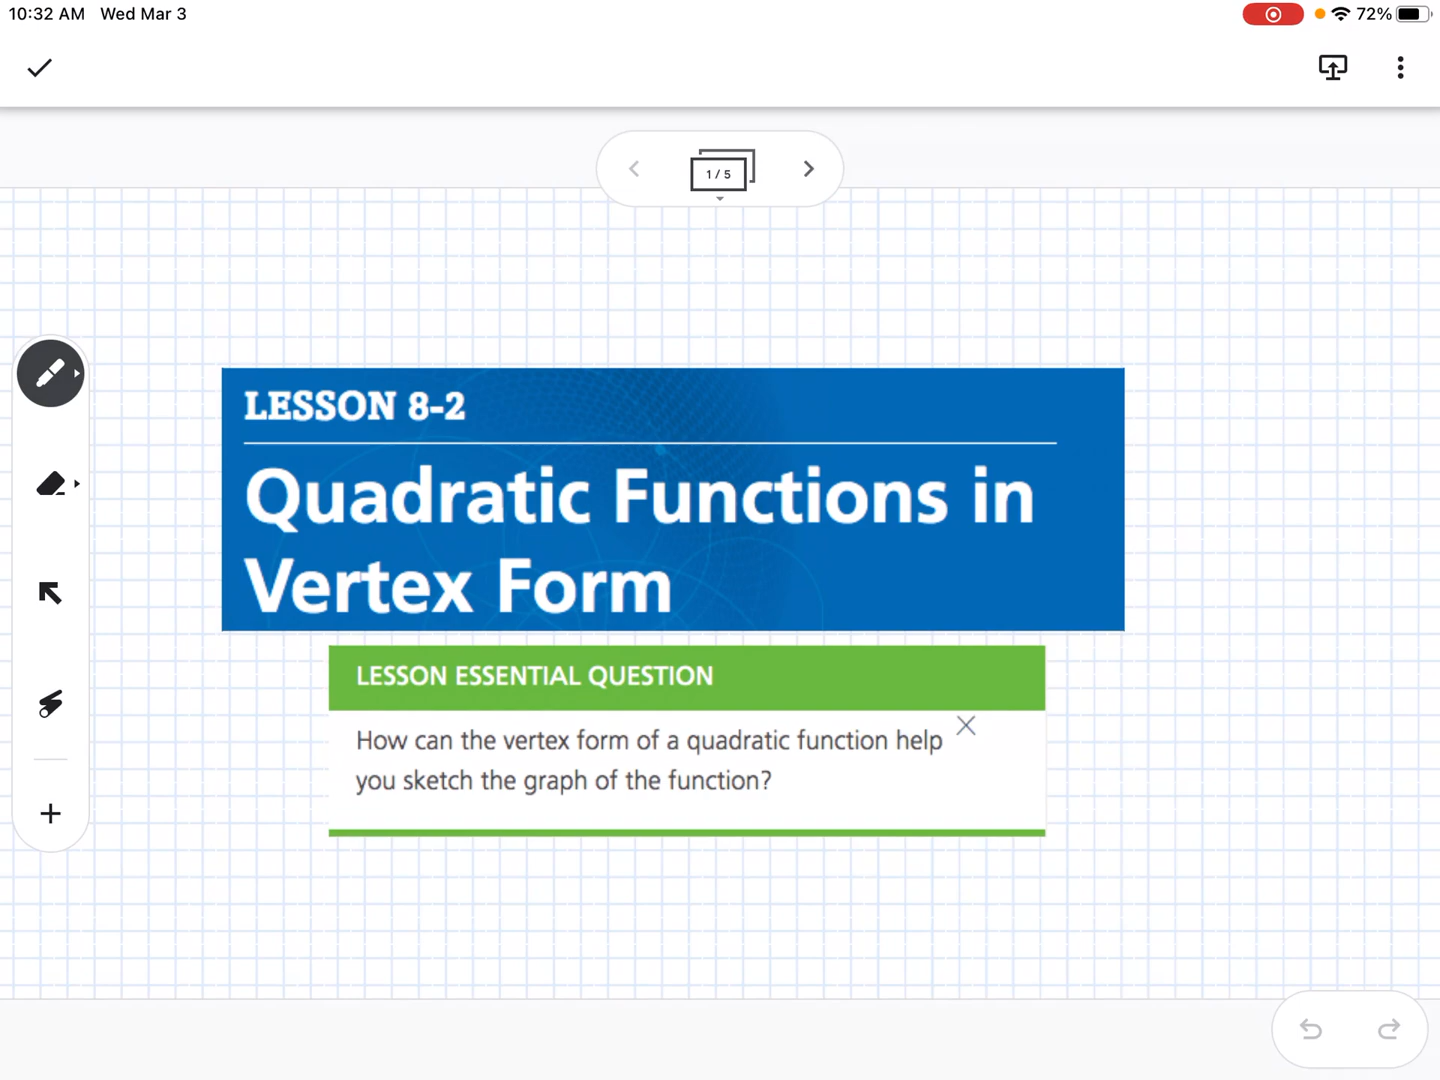 10:32 AM Wed Mar 3
72%
1 / 5
LESSON 8-2
Quadratic Functions in
Vertex Form
LESSON ESSENTIAL QUESTION
How can the vertex form of a quadratic function help
you sketch the graph of the function?